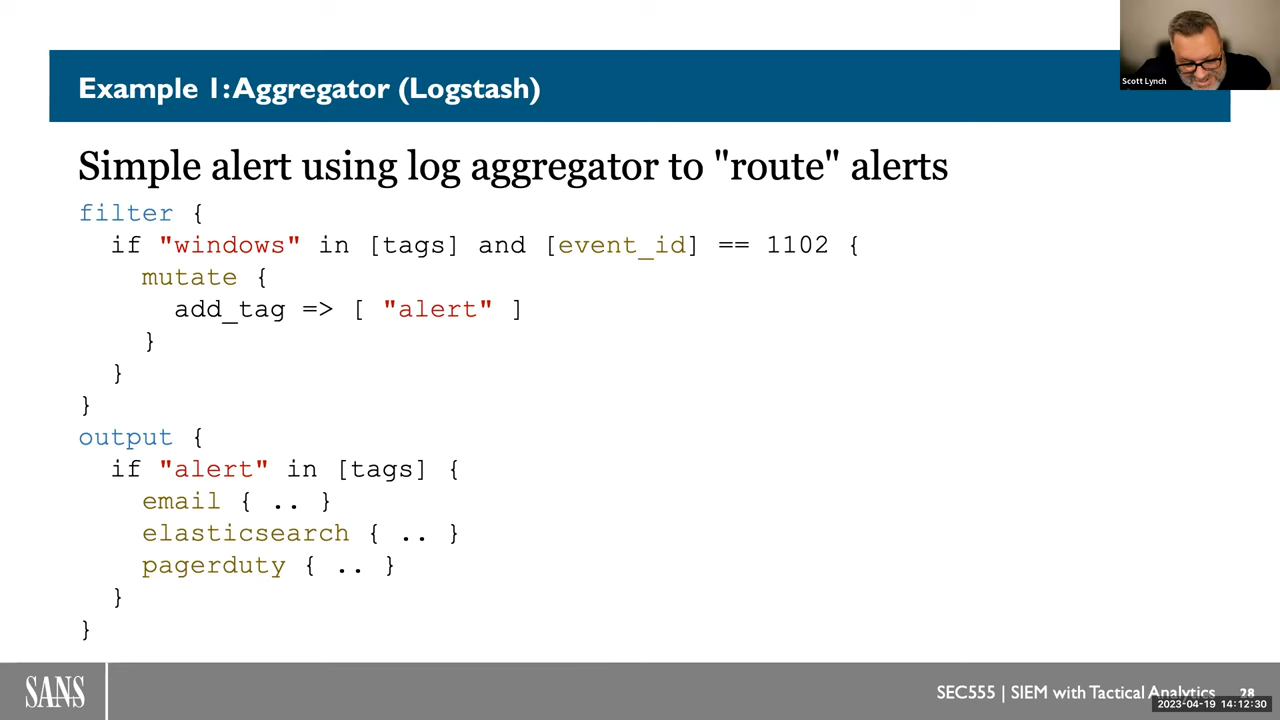 Scott Lynch
Example 1: Aggregator (Logstash)
Simple alert using log aggregator to "route" alerts
filter {
  if "windows" in [tags] and [event_id] == 1102 {
    mutate {
      add_tag => [ "alert" ]
    }
  }
}
output {
  if "alert" in [tags] {
    email { .. }
    elasticsearch { .. }
    pagerduty { .. }
  }
}
SANS
SEC555 | SIEM with Tactical Analytics 28
2023-04-19 14:12:30